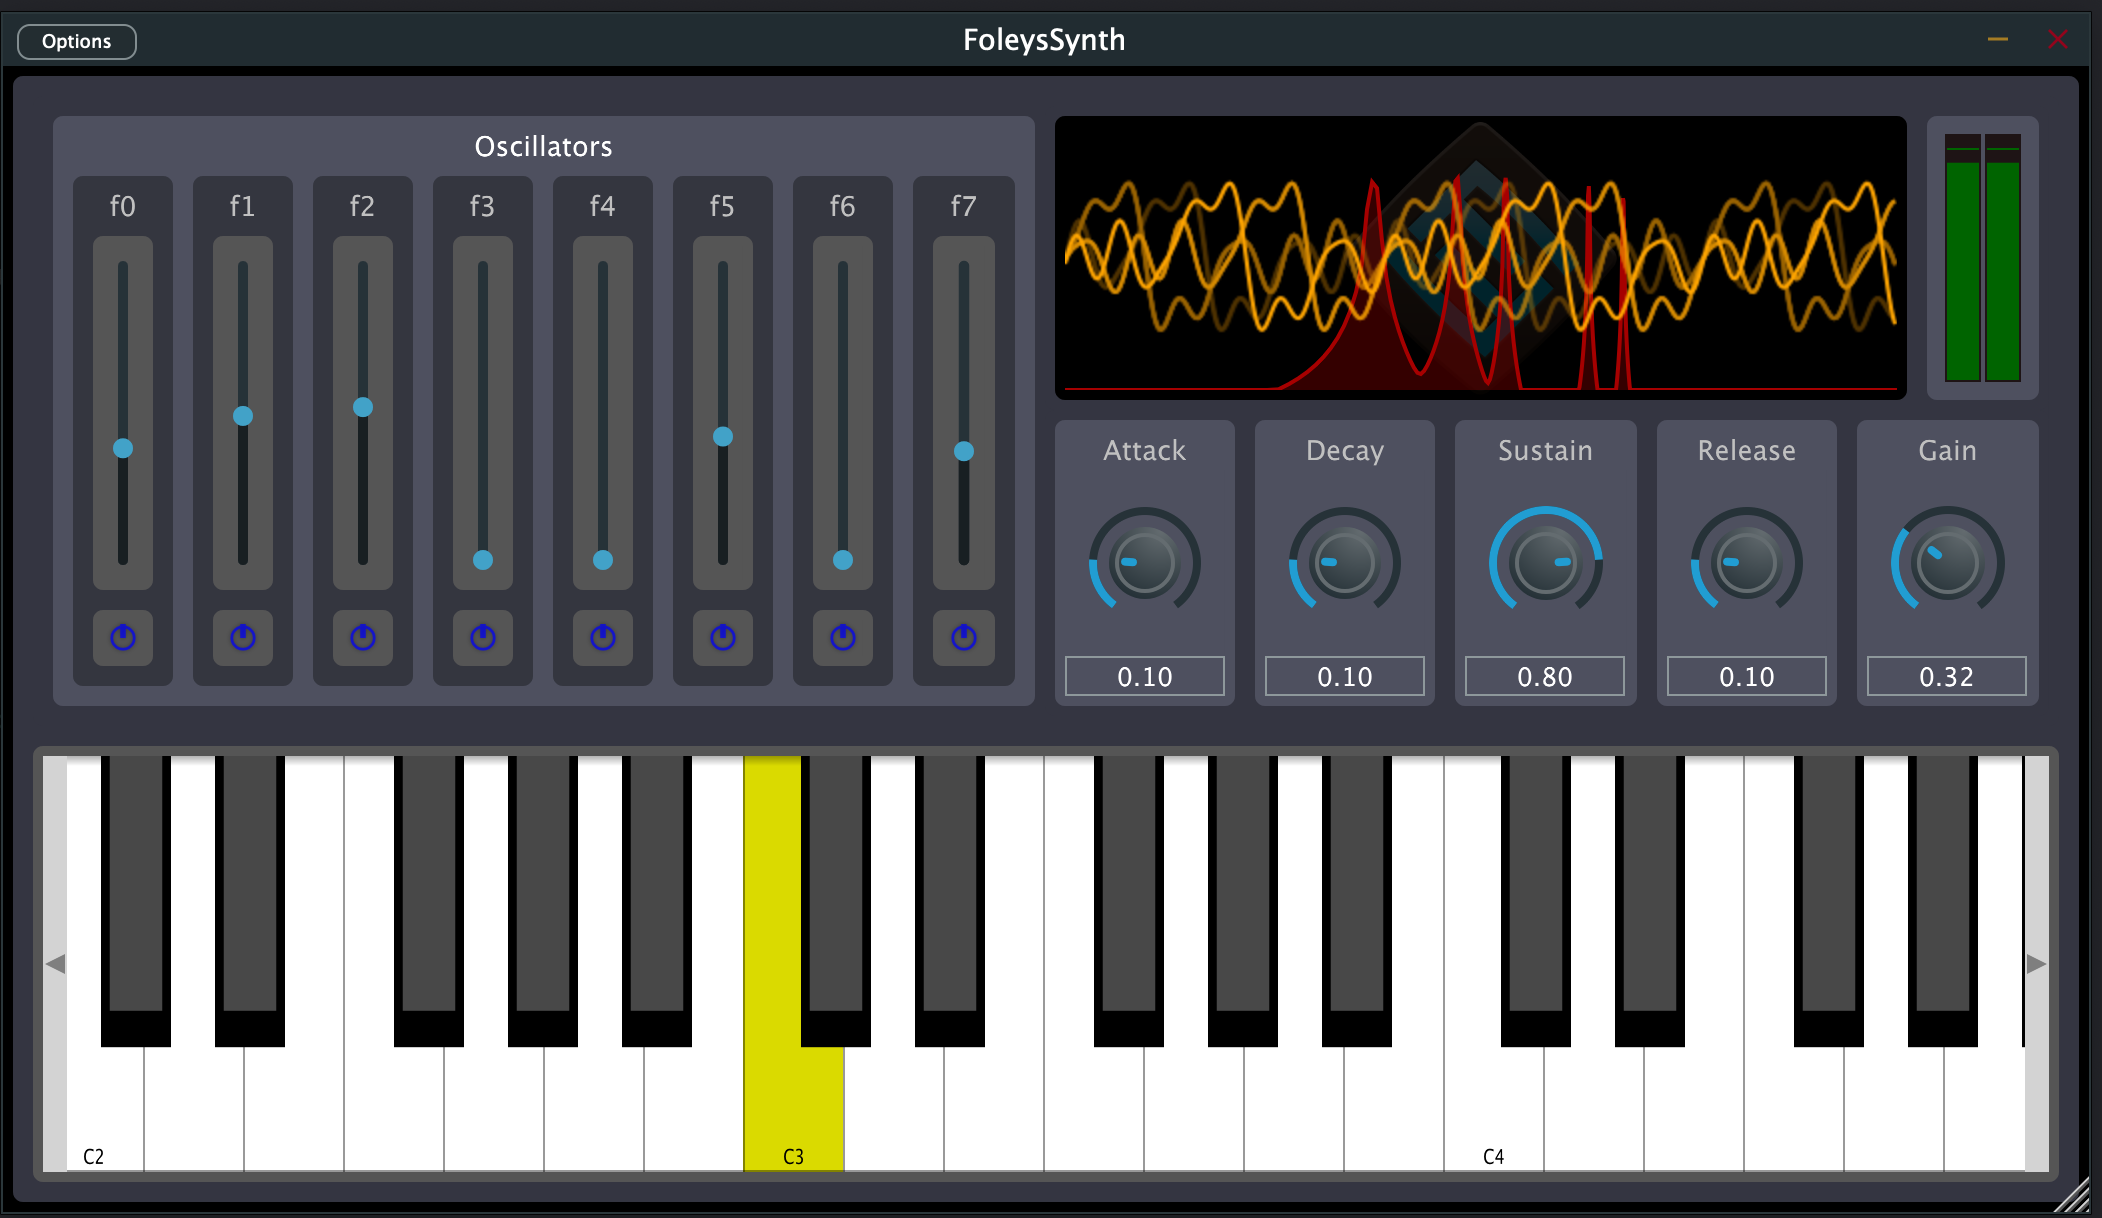 Options
FoleysSynth
Oscillators
f0 f1 f2 f3 f4 f5 f6 f7
Attack Decay Sustain Release Gain
0.10 0.10 0.80 0.10 0.32
C2 C3 C4